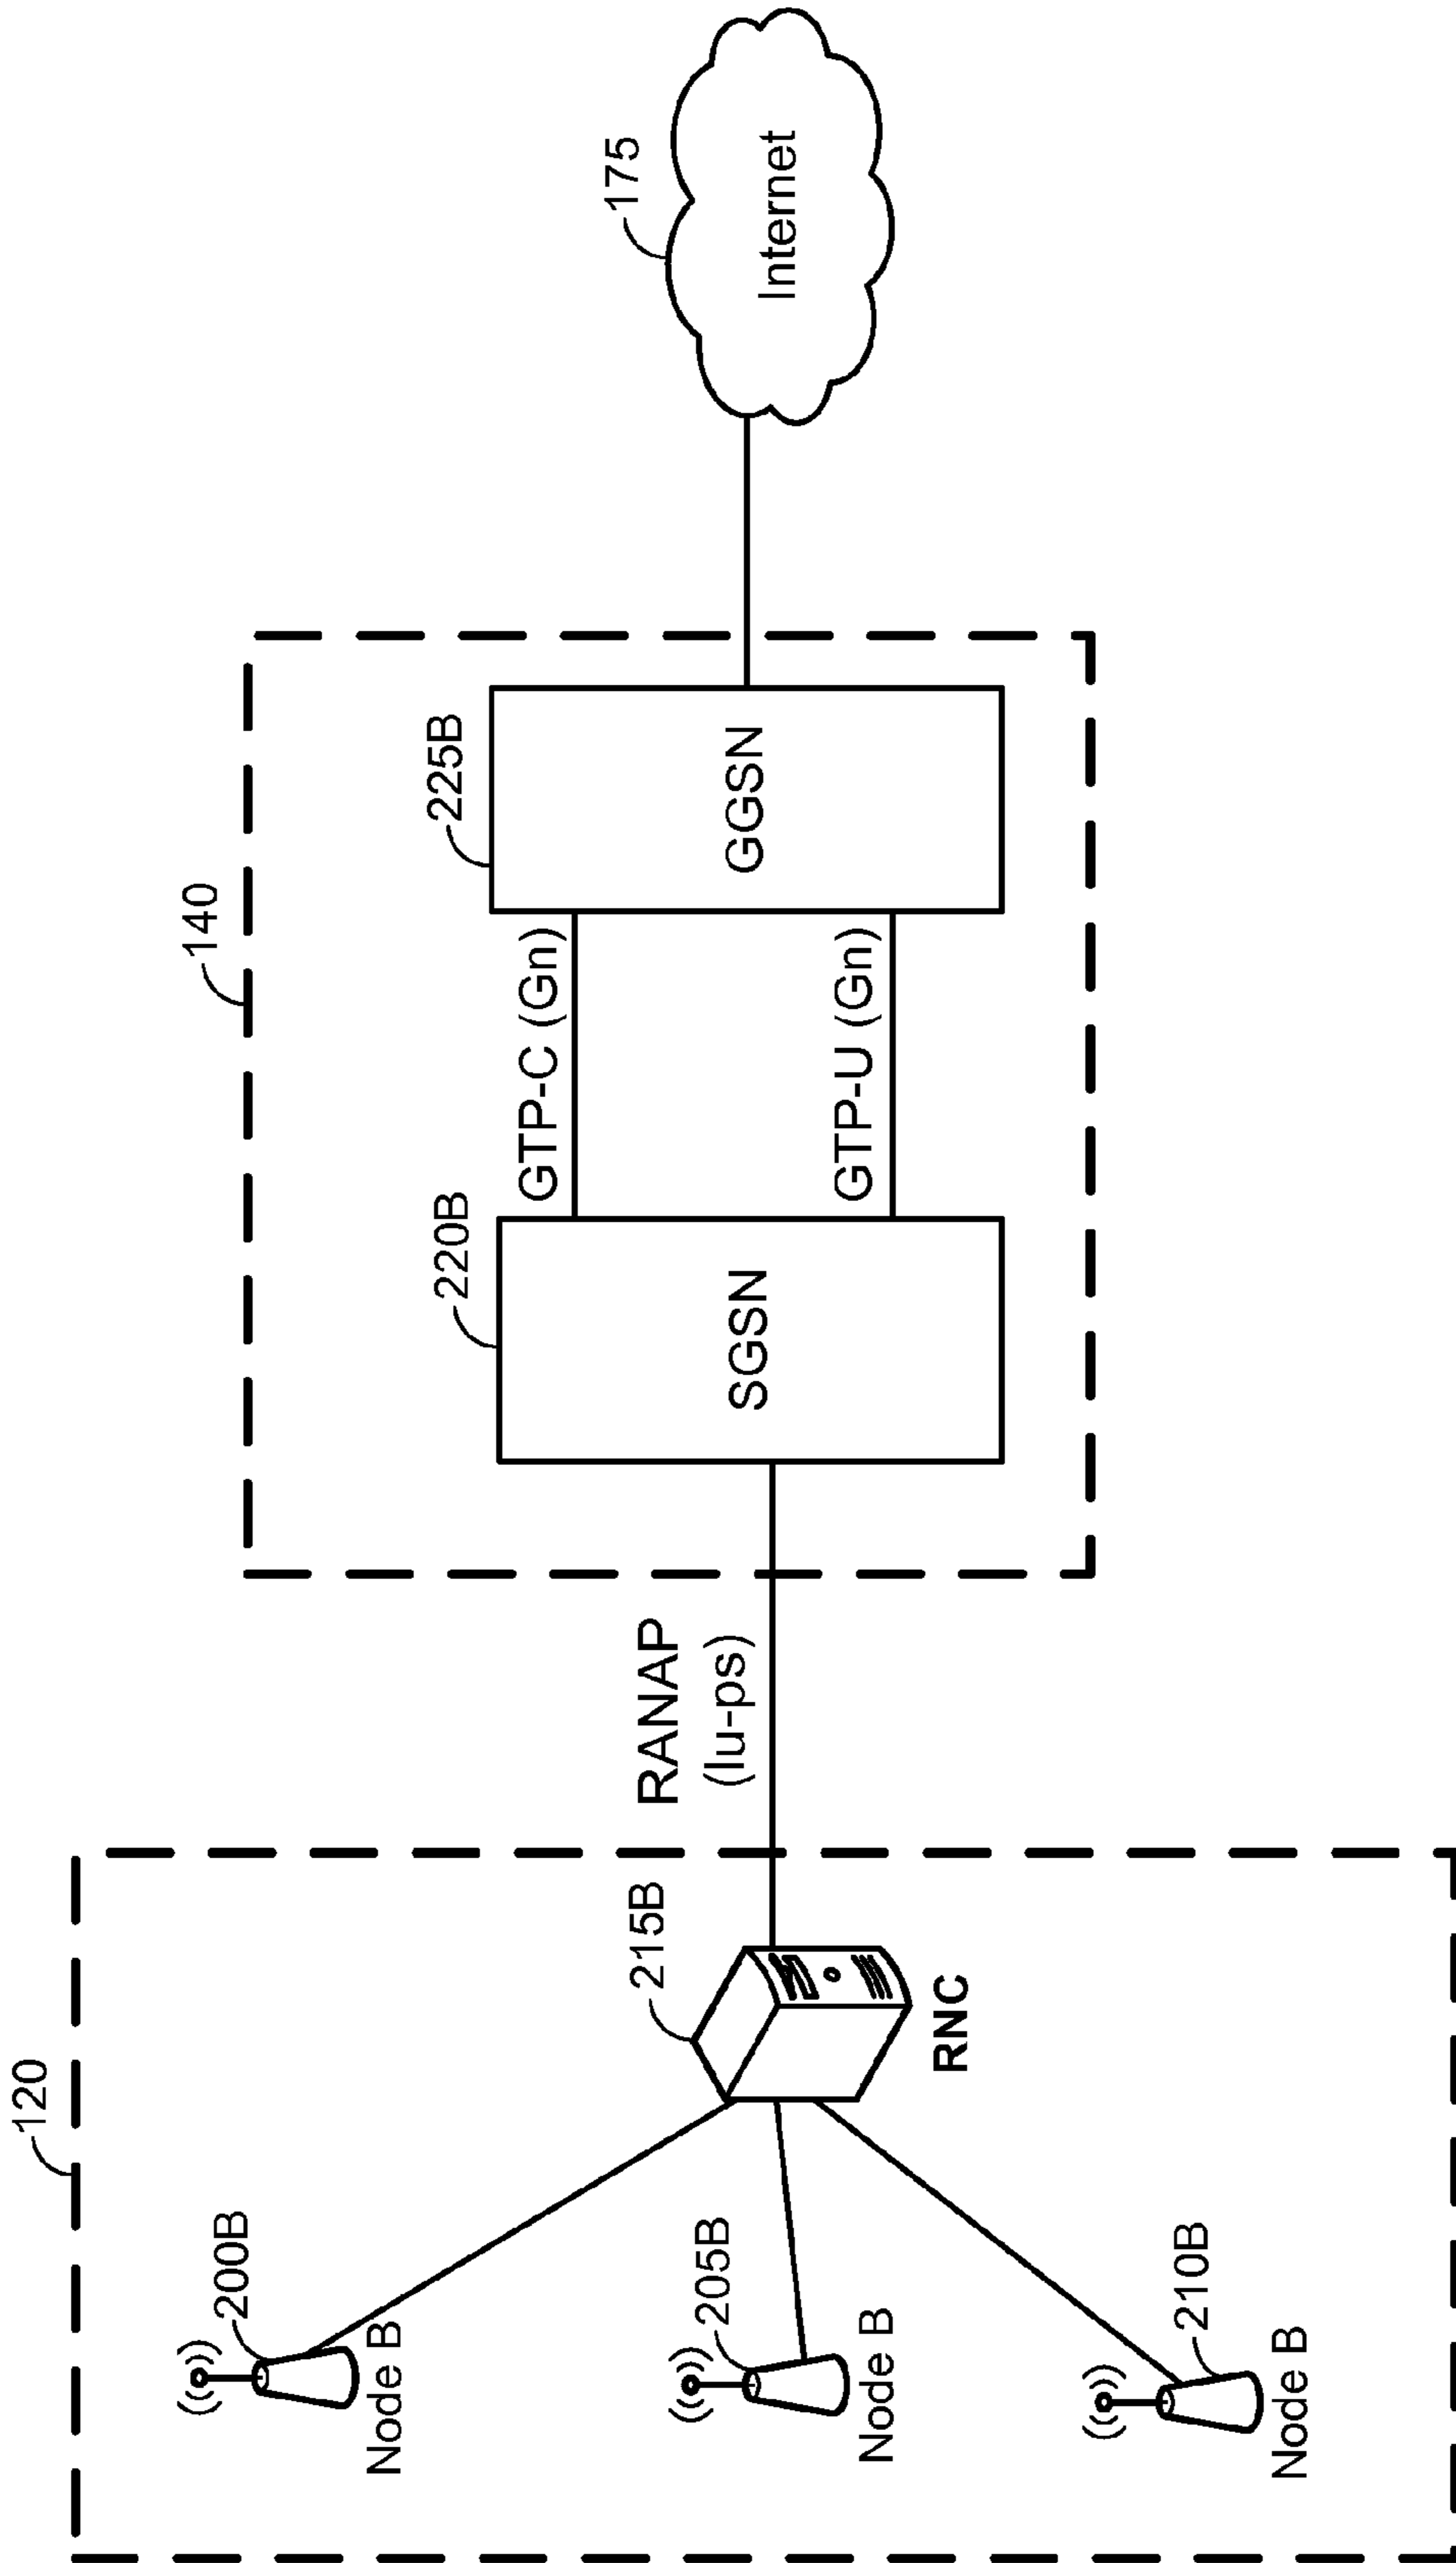 120
200B
Node B
205B
Node B
210B
Node B
215B
RNC
RANAP
(Iu-ps)
140
220B
SGSN
GTP-C (Gn)
GTP-U (Gn)
225B
GGSN
175
Internet